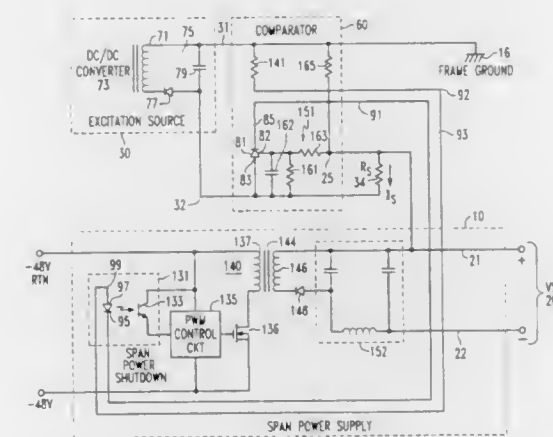 60
COMPARATOR
71
75
31
DC/DC
CONVERTER
73
79
77
141
165
16
FRAME GROUND
92
EXCITATION SOURCE
30
85
91
93
151
81
82
162
163
83
161
25
R_S
34
I_S
32
10
137
144
21
-48V
RTN
99
131
140
146
+
97
133
135
148
95
136
PWM
CONTROL
CKT
22
SPAN
POWER
SHUTDOWN
152
-48V
SPAN POWER SUPPLY